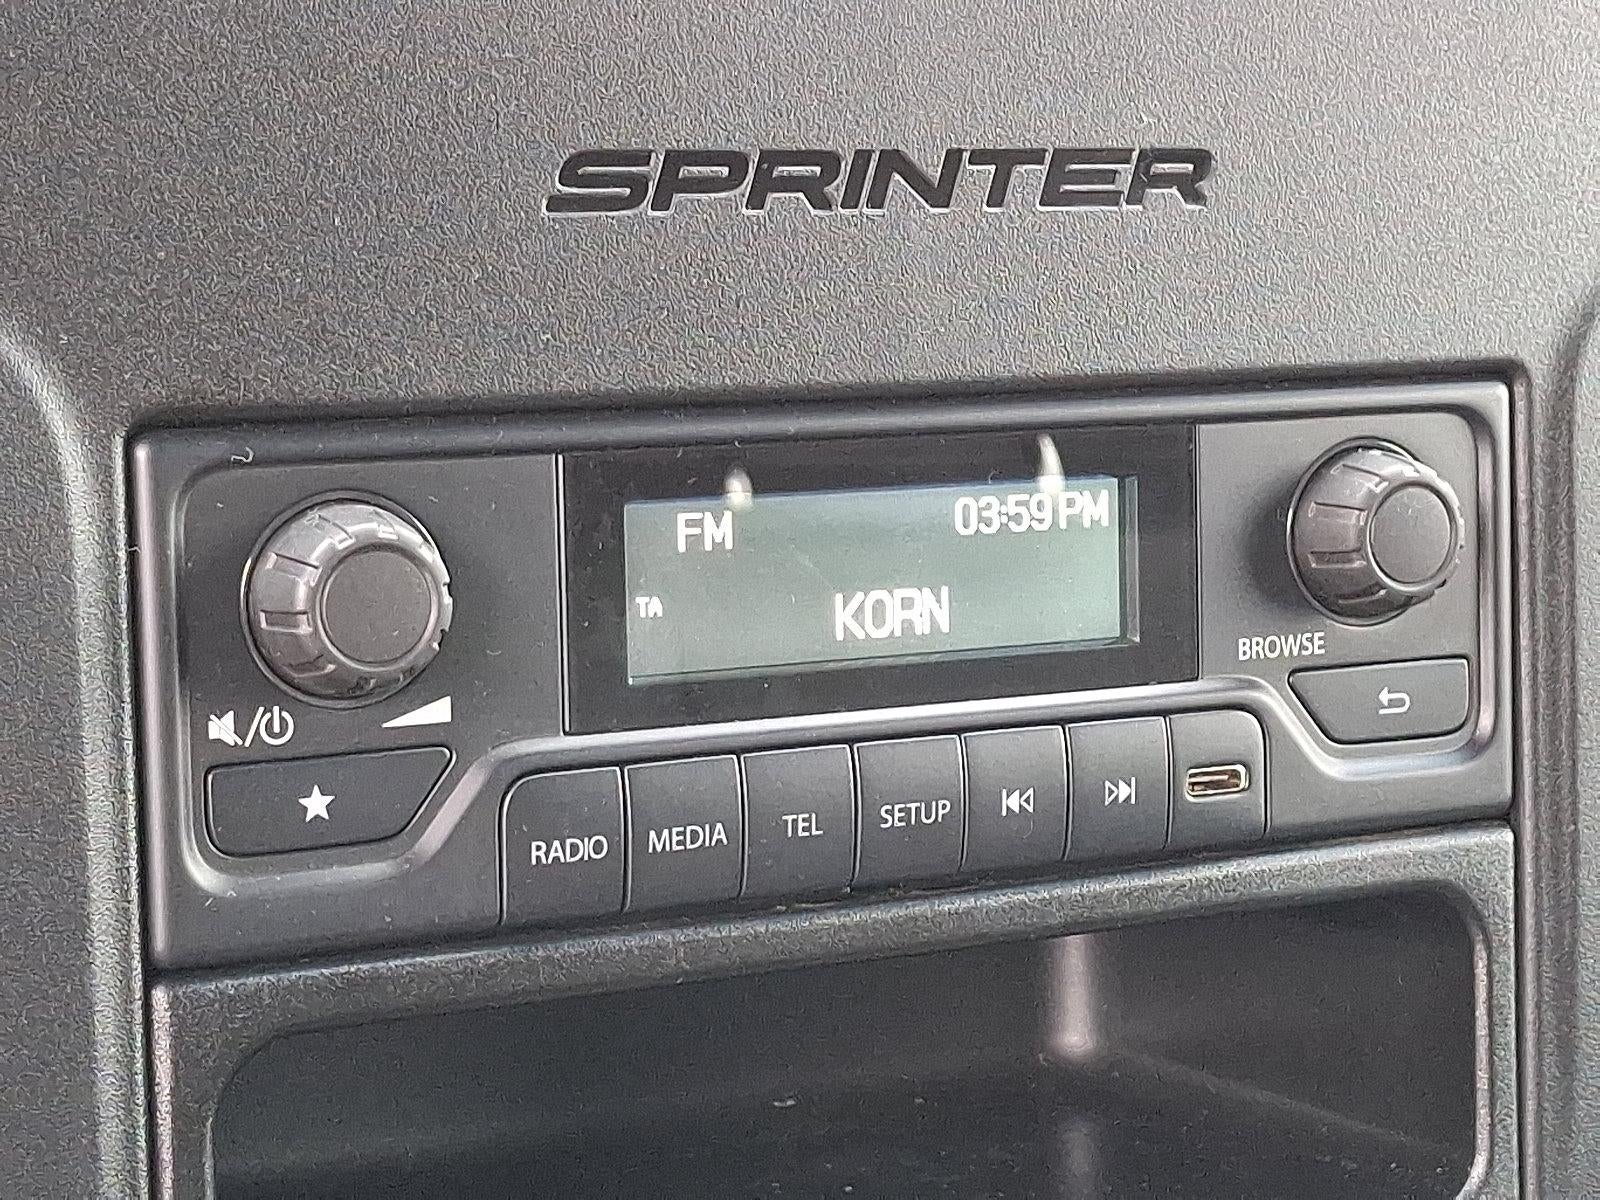 SPRINTER
FM 03:59 PM
TA KORN
BROWSE
RADIO MEDIA TEL SETUP